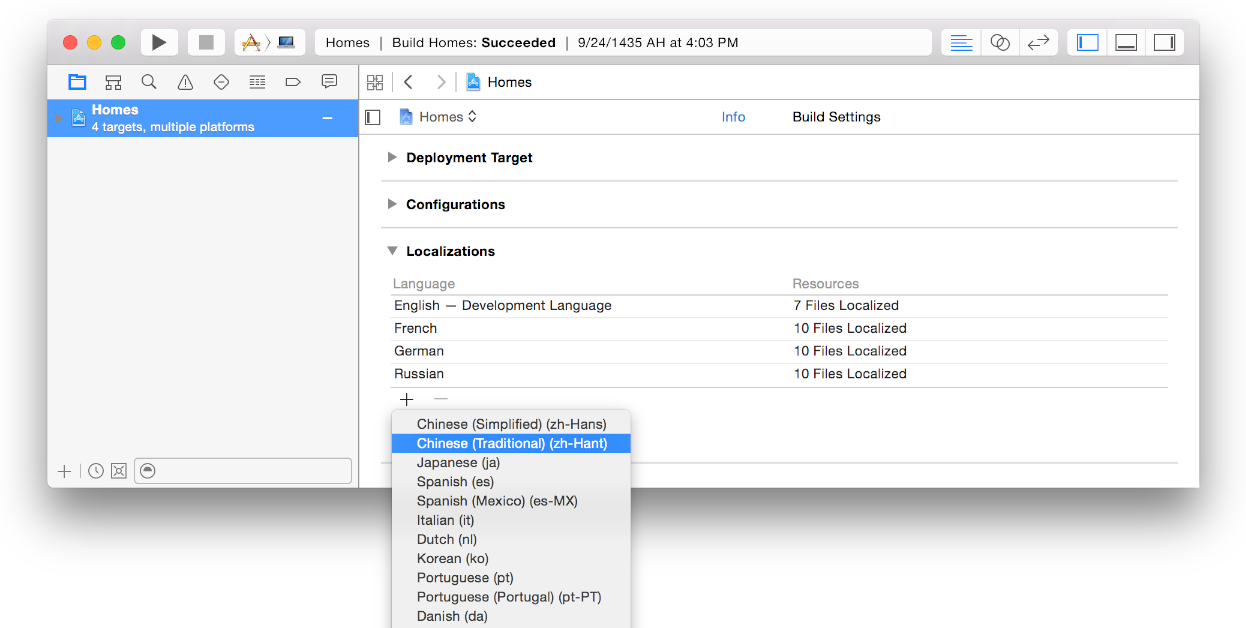 Homes | Build Homes: Succeeded | 9/24/1435 AH at 4:03 PM
Homes
Homes
4 targets, multiple platforms
Homes Info Build Settings
Deployment Target
Configurations
Localizations
Language Resources
English — Development Language 7 Files Localized
French 10 Files Localized
German 10 Files Localized
Russian 10 Files Localized
Chinese (Simplified) (zh-Hans)
Chinese (Traditional) (zh-Hant)
Japanese (ja)
Spanish (es)
Spanish (Mexico) (es-MX)
Italian (it)
Dutch (nl)
Korean (ko)
Portuguese (pt)
Portuguese (Portugal) (pt-PT)
Danish (da)